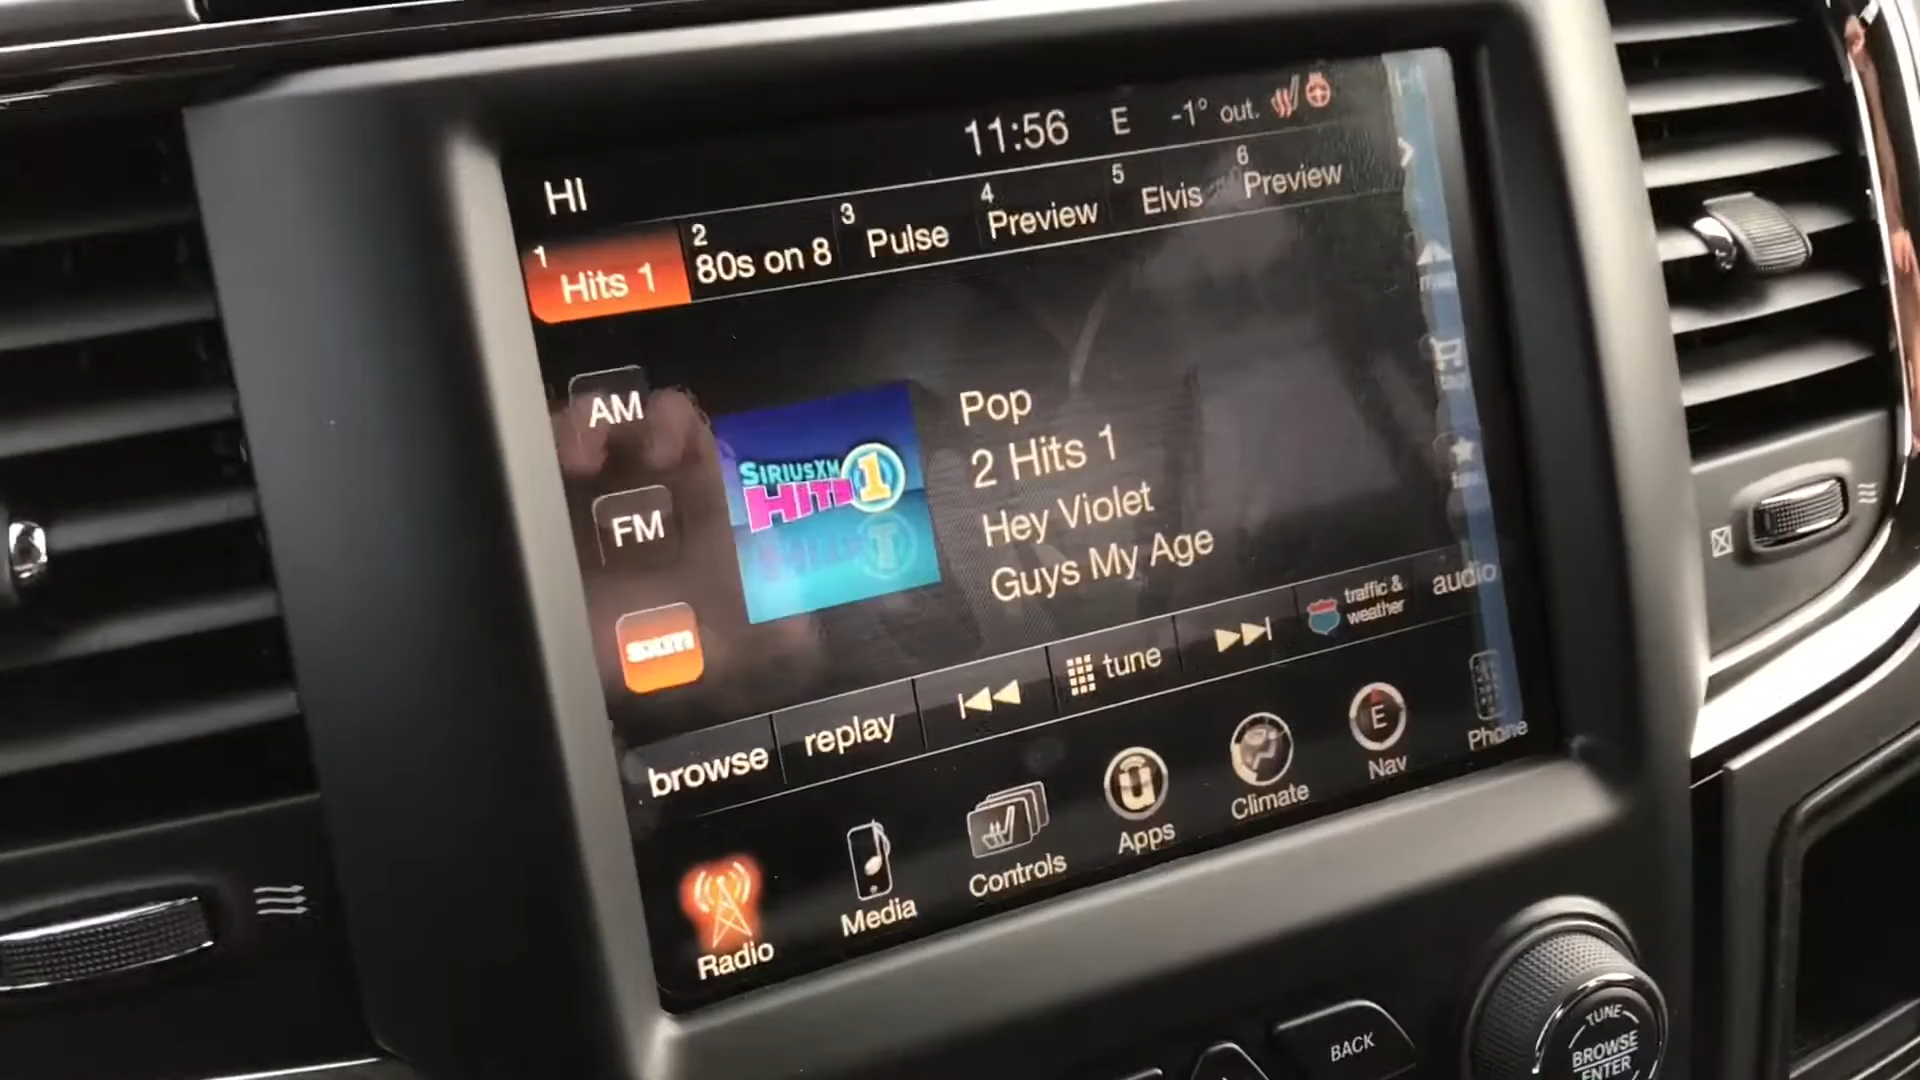 11:56 E -1° out.
HI
1 Hits 1
2 80s on 8
3 Pulse
4 Preview
5 Elvis
6 Preview
AM
FM
sxm
SIRIUSXM
HITS 1
Pop
2 Hits 1
Hey Violet
Guys My Age
browse
replay
tune
traffic &
weather
audio
Radio
Media
Controls
Apps
Climate
E
Nav
Phone
BACK
TUNE
BROWSE
ENTER